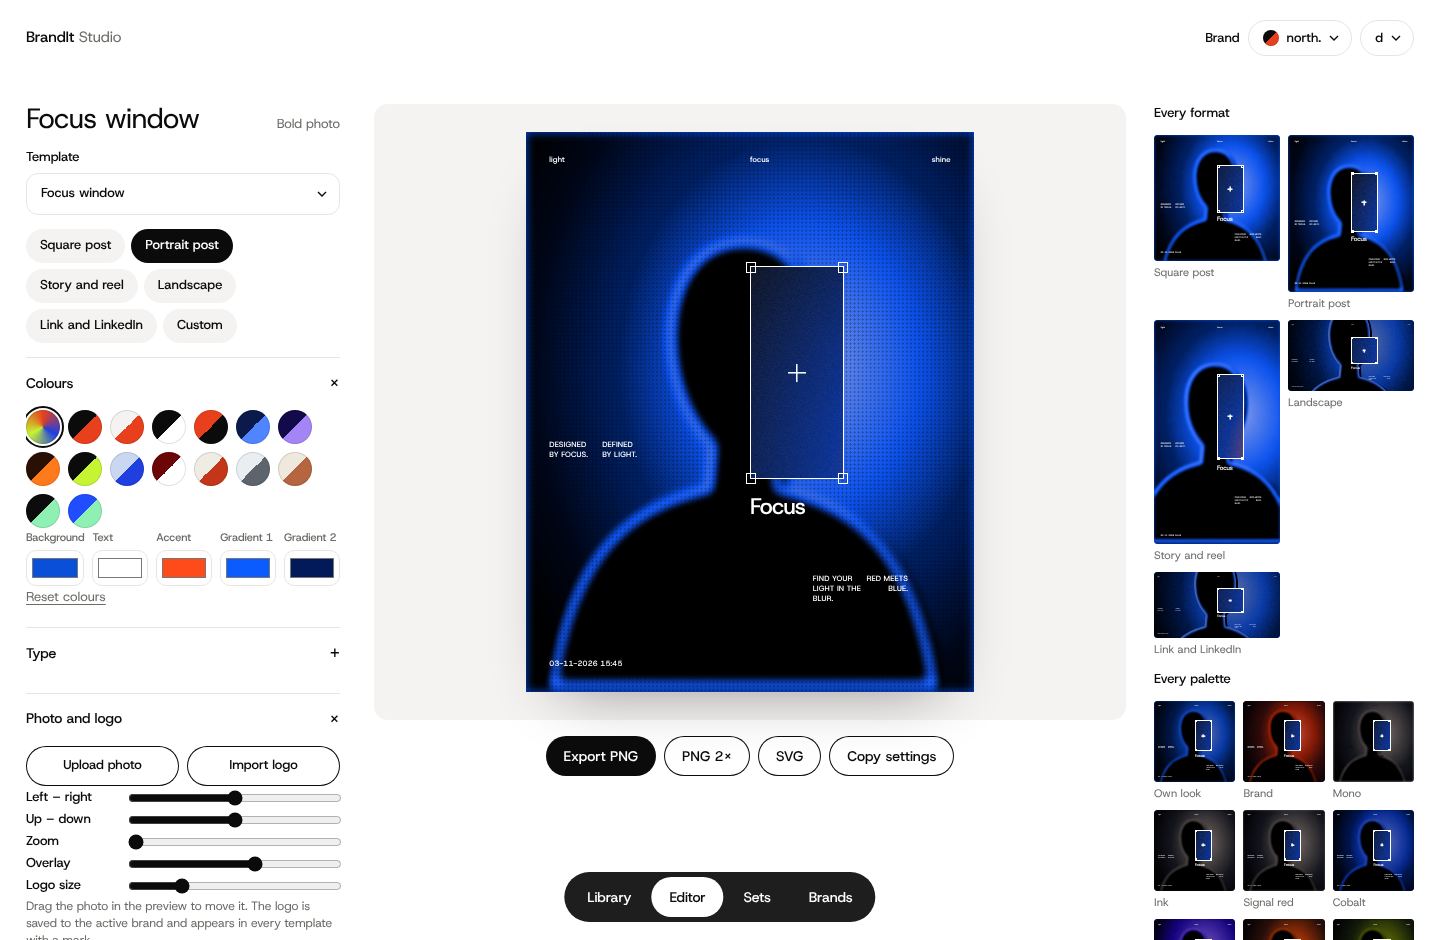 BrandIt Studio
Brand
north.
d
Focus window
Bold photo
Template
Focus window
Square post
Portrait post
Story and reel
Landscape
Link and LinkedIn
Custom
Colours
×
Background
Text
Accent
Gradient 1
Gradient 2
Reset colours
Type
+
Photo and logo
×
Upload photo
Import logo
Left – right
Up – down
Zoom
Overlay
Logo size
Drag the photo in the preview to move it. The logo is
saved to the active brand and appears in every template
with a mark.
light
focus
shine
DESIGNED
BY FOCUS.
DEFINED
BY LIGHT.
Focus
FIND YOUR
LIGHT IN THE
BLUR.
RED MEETS
BLUE.
03-11-2026 15:45
Export PNG
PNG 2×
SVG
Copy settings
Library
Editor
Sets
Brands
Every format
Focus
Square post
Focus
Portrait post
Focus
Story and reel
Landscape
Link and LinkedIn
Every palette
Own look
Brand
Mono
Ink
Signal red
Cobalt